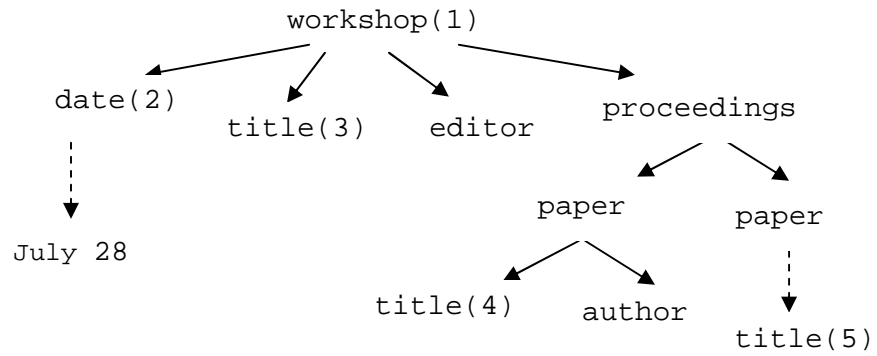 workshop(1)
date(2)
title(3)
editor
proceedings
July 28
paper
paper
title(4)
author
title(5)